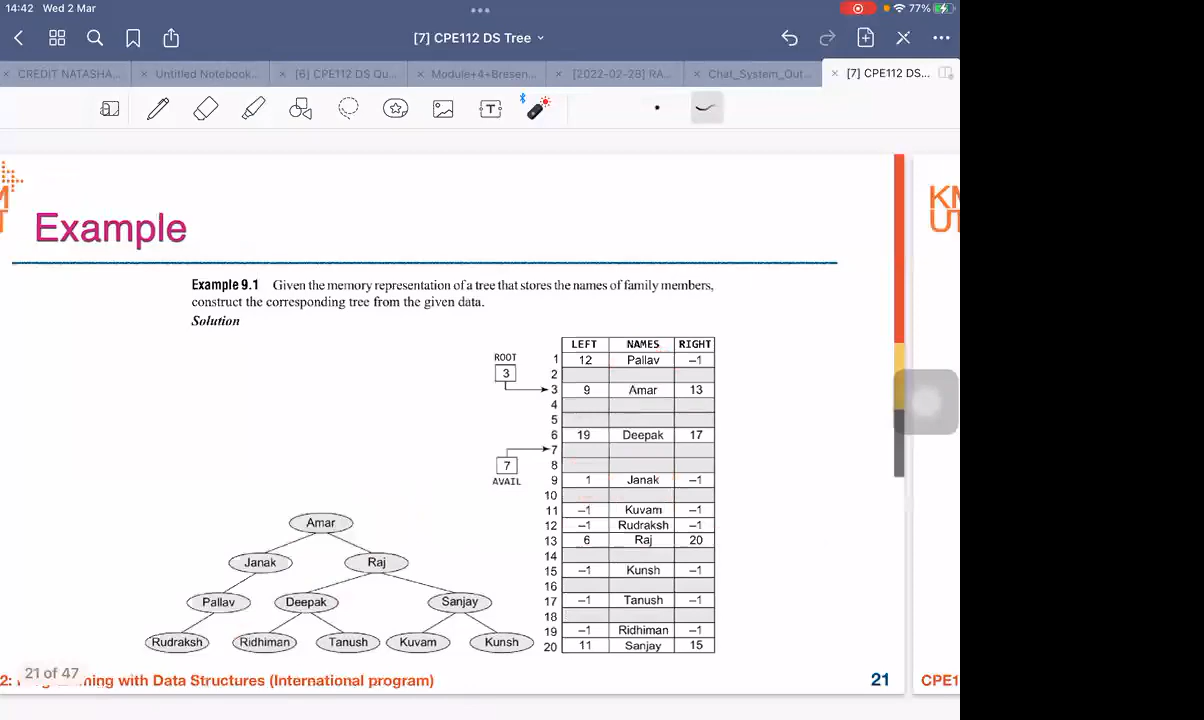 14:42 Wed 2 Mar
77%
[7] CPE112 DS Tree
CREDIT NATASHA...
Untitled Notebook...
[6] CPE112 DS Qu...
Module+4+Bresen...
[2022-02-28] RA...
Chat_System_Out...
[7] CPE112 DS...
T
M
T
KM
UT
Example
Example 9.1 Given the memory representation of a tree that stores the names of family members,
construct the corresponding tree from the given data.
Solution
LEFT NAMES RIGHT
ROOT
3
1 12 Pallav –1
2
3 9 Amar 13
4
5
6 19 Deepak 17
7
8
7
AVAIL
9 1 Janak –1
10
11 –1 Kuvam –1
12 –1 Rudraksh –1
13 6 Raj 20
14
15 –1 Kunsh –1
16
17 –1 Tanush –1
18
19 –1 Ridhiman –1
20 11 Sanjay 15
Amar
Janak Raj
Pallav Deepak Sanjay
Rudraksh Ridhiman Tanush Kuvam Kunsh
21 of 47
2: ming with Data Structures (International program)
21
CPE1